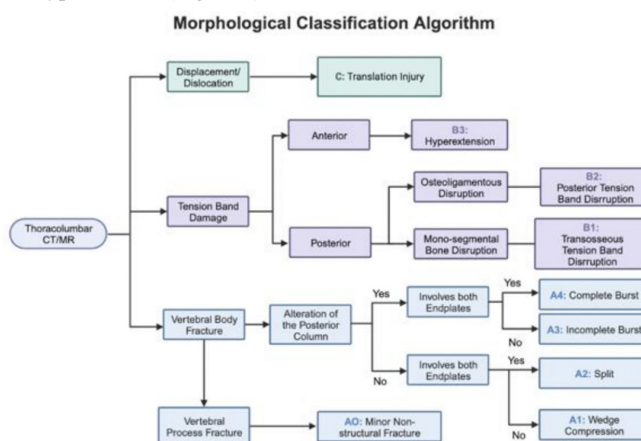 Morphological Classification Algorithm
Displacement/
Dislocation
C: Translation Injury
Anterior
B3:
Hyperextension
Tension Band
Damage
Osteoligamentous
Disruption
B2:
Posterior Tension
Band Disrruption
Posterior
Mono-segmental
Bone Disruption
B1:
Transosseous
Tension Band
Disrruption
Thoracolumbar
CT/MR
Vertebral Body
Fracture
Alteration of
the Posterior
Column
Yes
Involves both
Endplates
Yes
A4: Complete Burst
No
A3: Incomplete Burst
No
Involves both
Endplates
Yes
A2: Split
No
A1: Wedge
Compression
Vertebral
Process Fracture
AO: Minor Non-
structural Fracture